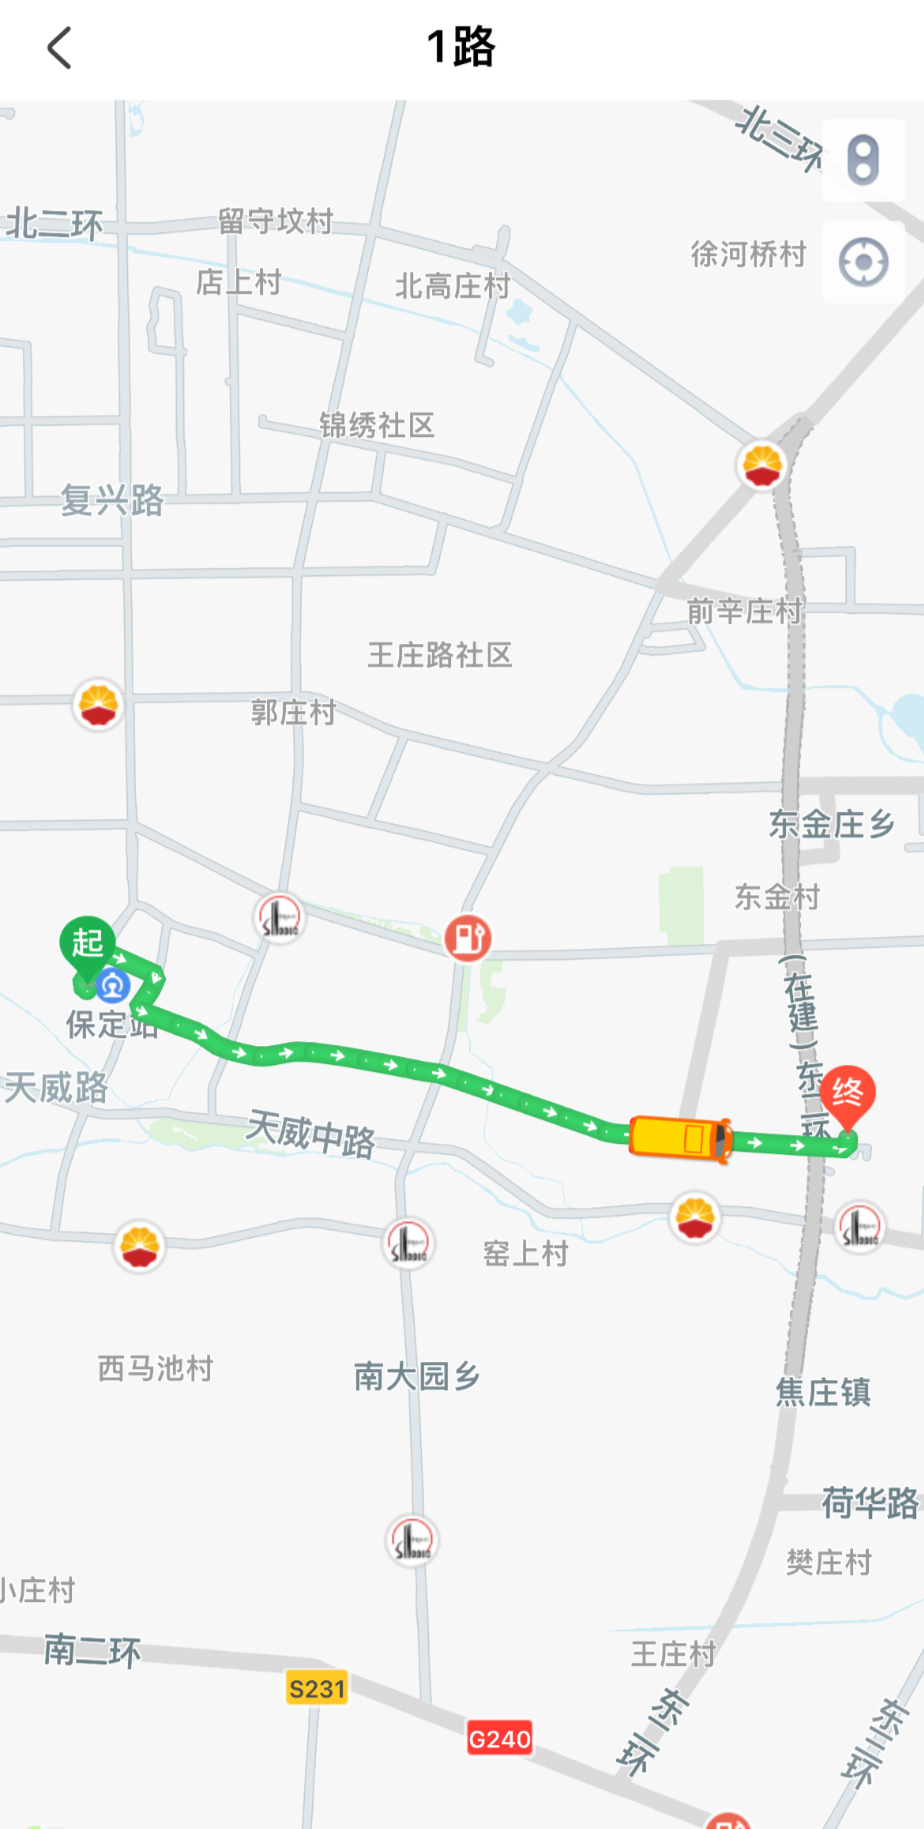 1路
北三环
北二环
留守坟村
徐河桥村
店上村
北高庄村
锦绣社区
复兴路
前辛庄村
王庄路社区
郭庄村
东金庄乡
东金村
起
保定站
(在建)东二环
天威路
终
天威中路
窑上村
西马池村
南大园乡
焦庄镇
荷华路
樊庄村
小庄村
南二环
王庄村
S231
东二环
东三环
G240